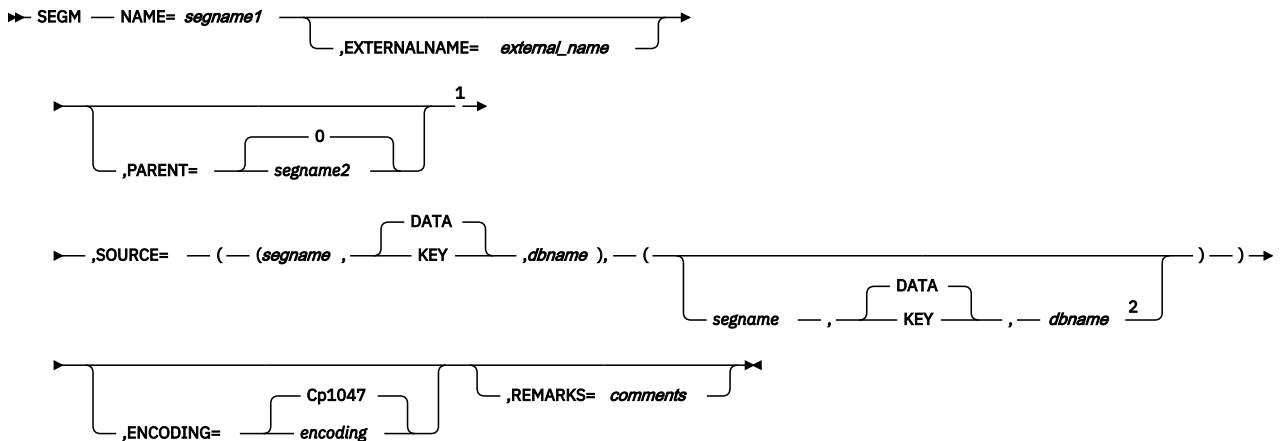 SEGM NAME= segname1
,EXTERNALNAME= external_name
1
0
,PARENT= segname2
DATA
,SOURCE= ( (segname , KEY ,dbname ), ( ) )
DATA
segname , KEY , dbname 2
Cp1047
,REMARKS= comments
,ENCODING= encoding